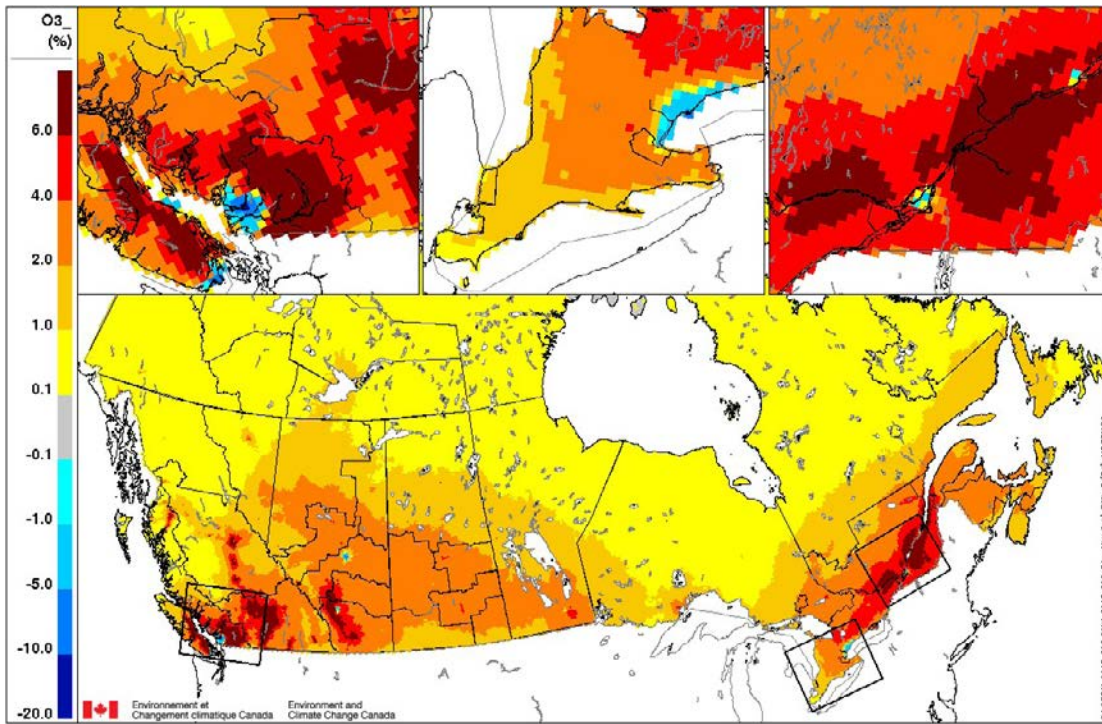 O3_
(%)
6.0
4.0
2.0
1.0
0.1
-0.1
-1.0
-5.0
-10.0
-20.0
Environnement et
Changement climatique Canada
Environment and
Climate Change Canada